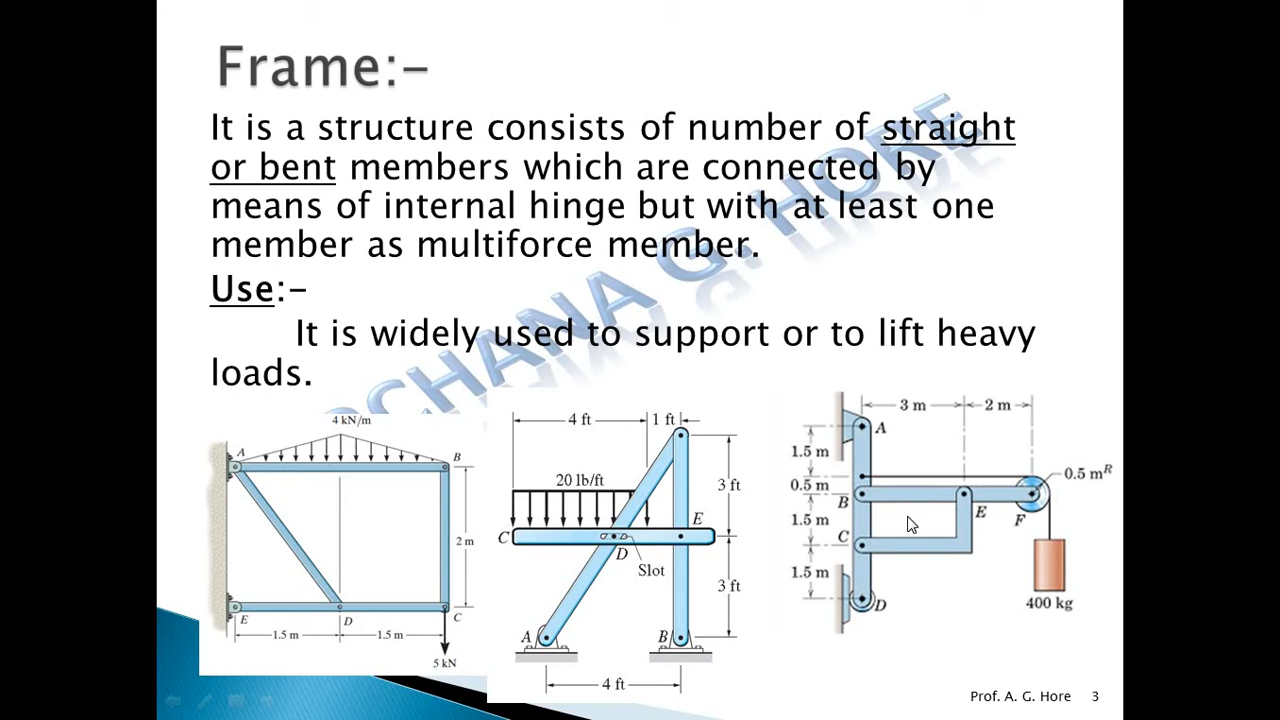 Frame:-
It is a structure consists of number of straight
or bent members which are connected by
means of internal hinge but with at least one
member as multiforce member.
Use:-
It is widely used to support or to lift heavy
loads.
4 kN/m
A
B
2 m
E
D
C
1.5 m
1.5 m
5 kN
4 ft
1 ft
20 lb/ft
3 ft
E
C
D
Slot
3 ft
A
B
4 ft
3 m
2 m
A
1.5 m
0.5 m
0.5 mR
B
E
F
1.5 m
C
1.5 m
D
400 kg
CHANA G. HORE
Prof. A. G. Hore 3